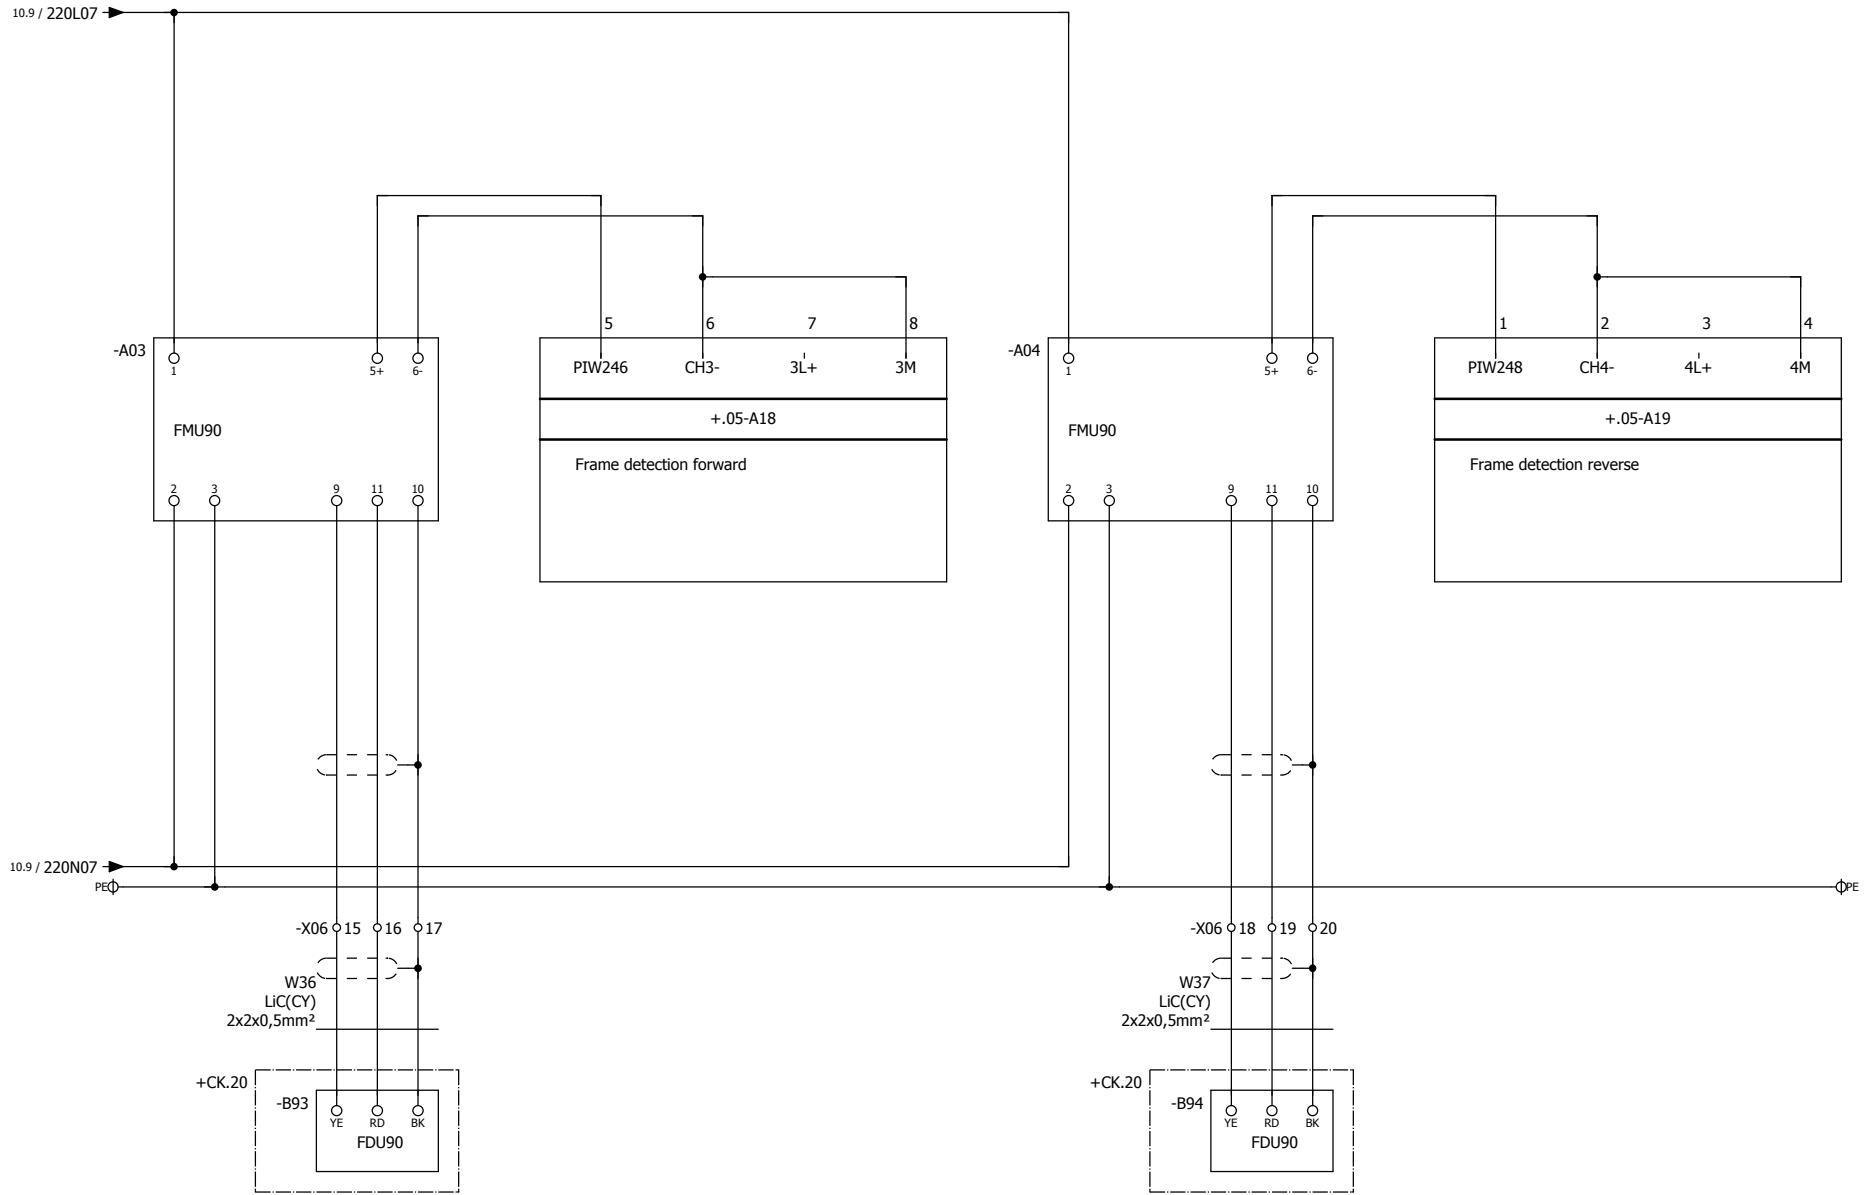 10.9 / 220L07
5 6 7 8
1 2 3 4
-A03
1 5+ 6-
PIW246 CH3- 3L+ 3M
-A04
1 5+ 6-
PIW248 CH4- 4L+ 4M
FMU90
+.05-A18
FMU90
+.05-A19
Frame detection forward
Frame detection reverse
2 3 9 11 10
2 3 9 11 10
10.9 / 220N07
PE
PE
-X06 15 16 17
-X06 18 19 20
W36
LiC(CY)
2x2x0,5mm²
W37
LiC(CY)
2x2x0,5mm²
+CK.20
-B93
YE RD BK
FDU90
+CK.20
-B94
YE RD BK
FDU90